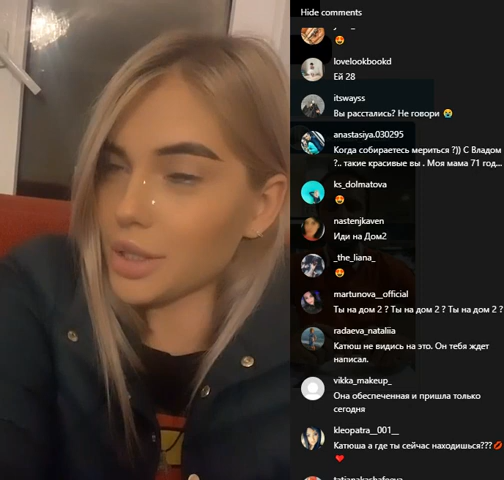 Hide comments
lovelookbookd
Ей 28
itswayss
Вы расстались? Не говори 😭
anastasiya.030295
Когда собираетесь мериться ?)) С Владом
?.. такие красивые вы . Моя мама 71 год...
ks_dolmatova
😍
nastenjkaven
Иди на Дом2
_the_liana_
😍
martunova__official
Ты на дом 2 ? Ты на дом 2 ? Ты на дом 2 ?
radaeva_nataliia
Катюш не видись на это. Он тебя ждет
написал.
vikka_makeup_
Она обеспеченная и пришла только
сегодня
kleopatra__001__
Катюша а где ты сейчас находишься???💋
❤️